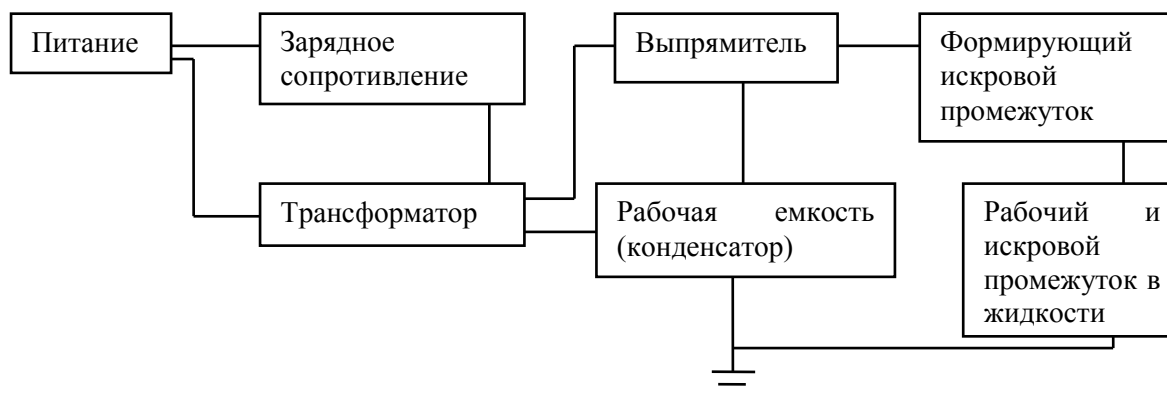 Питание
Зарядное
сопротивление
Выпрямитель
Формирующий
искровой
промежуток
Трансформатор
Рабочая емкость
(конденсатор)
Рабочий и
искровой
промежуток в
жидкости